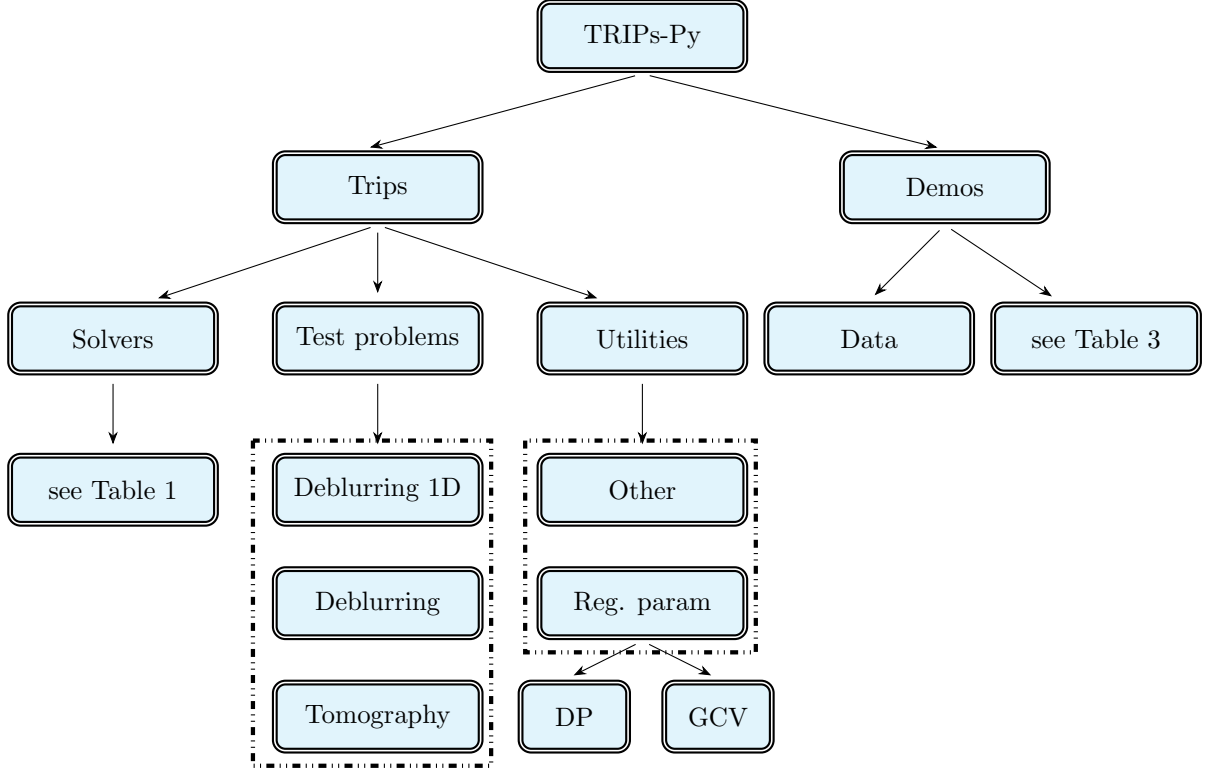 TRIPs-Py
Trips
Demos
Solvers
Test problems
Utilities
Data
see Table 3
see Table 1
Deblurring 1D
Other
Deblurring
Reg. param
Tomography
DP
GCV